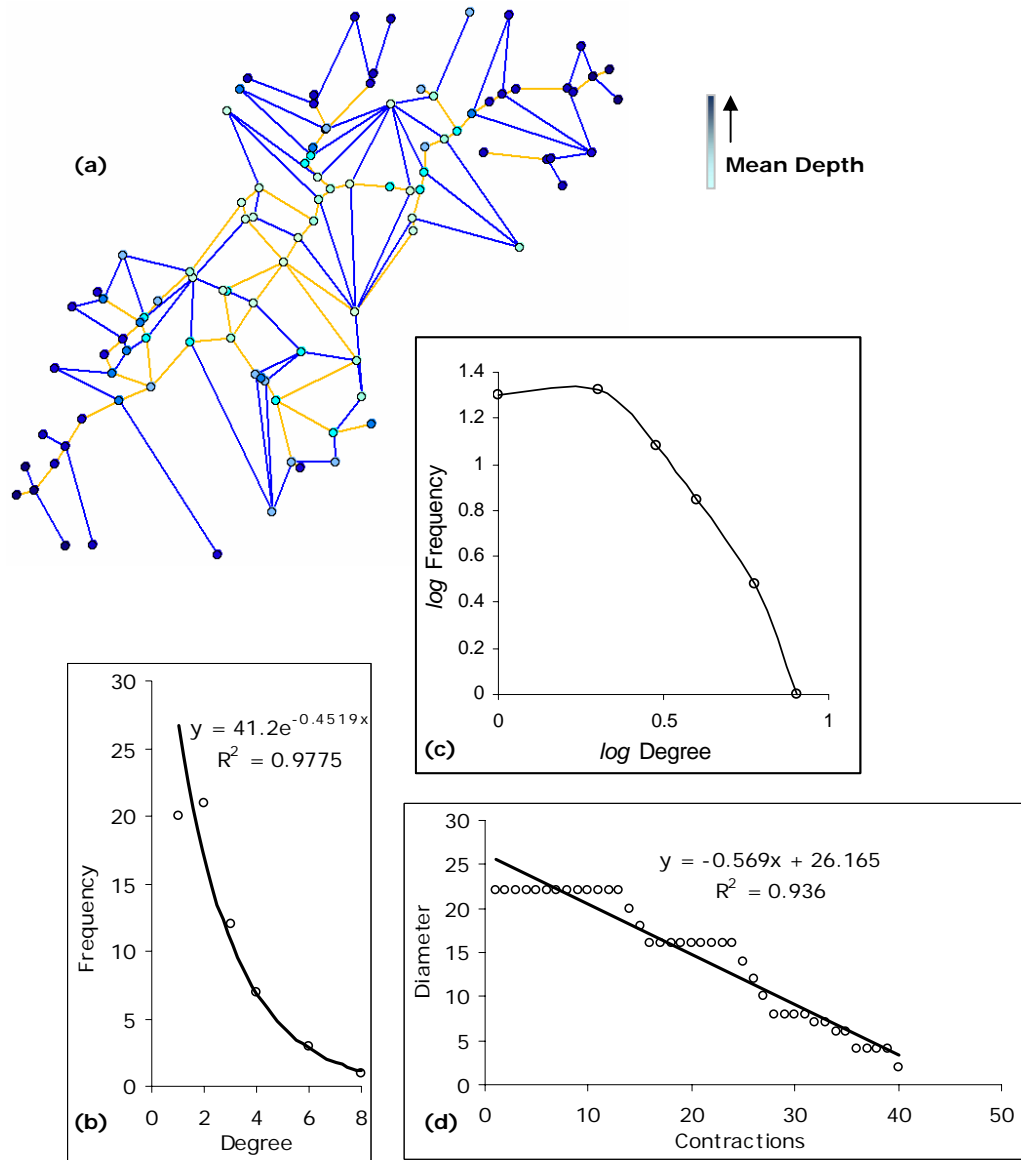 (a)
Mean Depth
1.4
1.2
1
0.8
0.6
0.4
0.2
0
log Frequency
0 0.5 1
(c)
log Degree
30
25
20
15
10
5
0
Frequency
y = 41.2e^-0.4519x
R² = 0.9775
0 2 4 6 8
(b)
Degree
30
25
20
15
10
5
0
Diameter
y = -0.569x + 26.165
R² = 0.936
0 10 20 30 40 50
(d)
Contractions